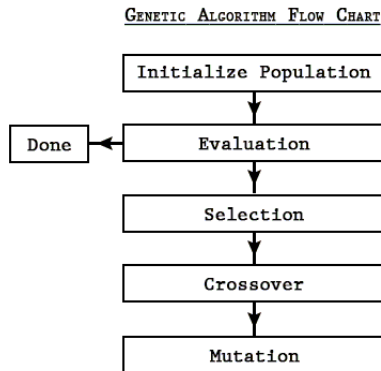 GENETIC ALGORITHM FLOW CHART
Initialize Population
Done
Evaluation
Selection
Crossover
Mutation